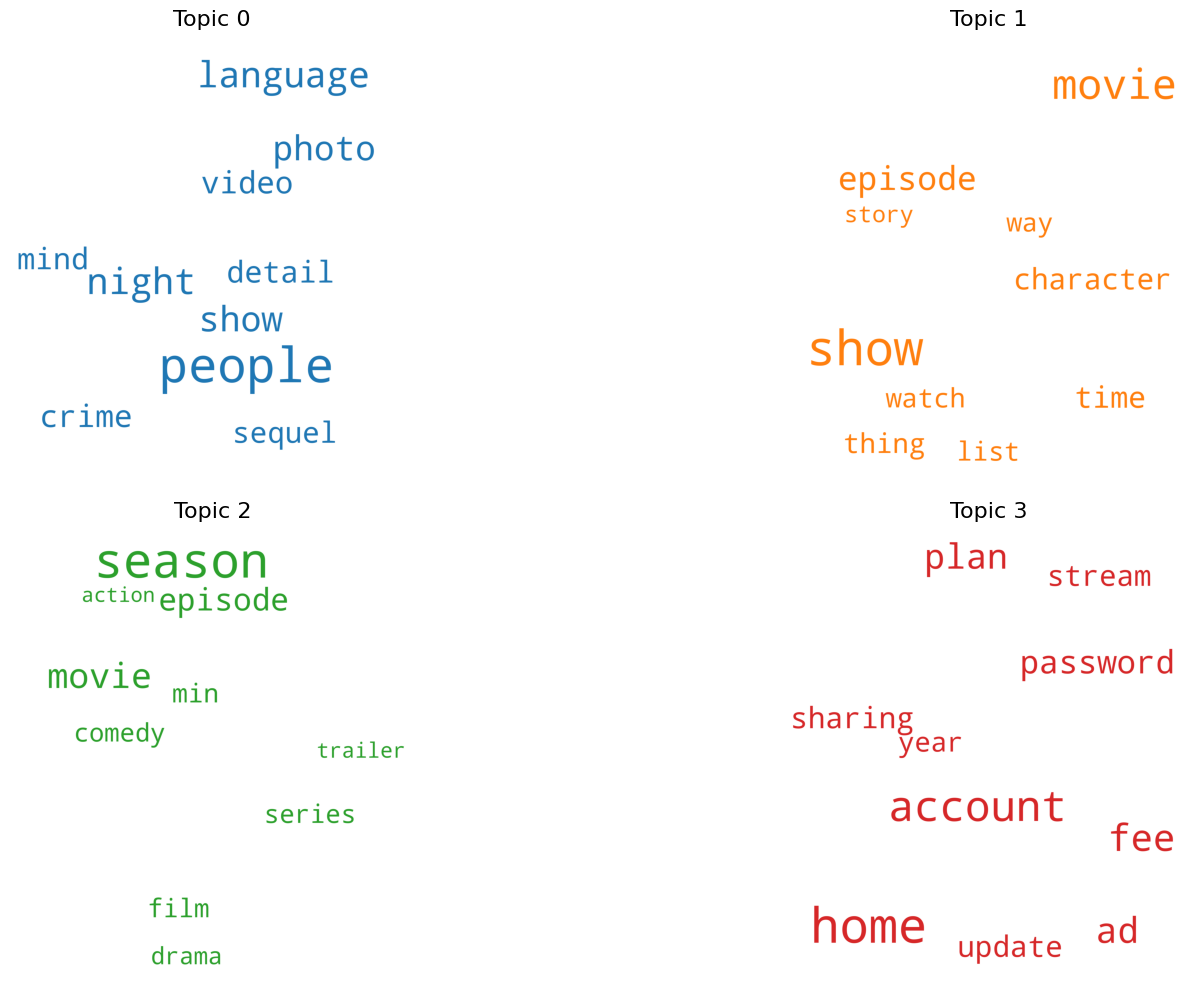 Topic 0
language
photo
video
mind
night
detail
show
people
crime
sequel
Topic 1
movie
episode
story
way
character
show
watch
time
thing
list
Topic 2
season
action
episode
movie
min
comedy
trailer
series
film
drama
Topic 3
plan
stream
password
sharing
year
account
fee
home
update
ad